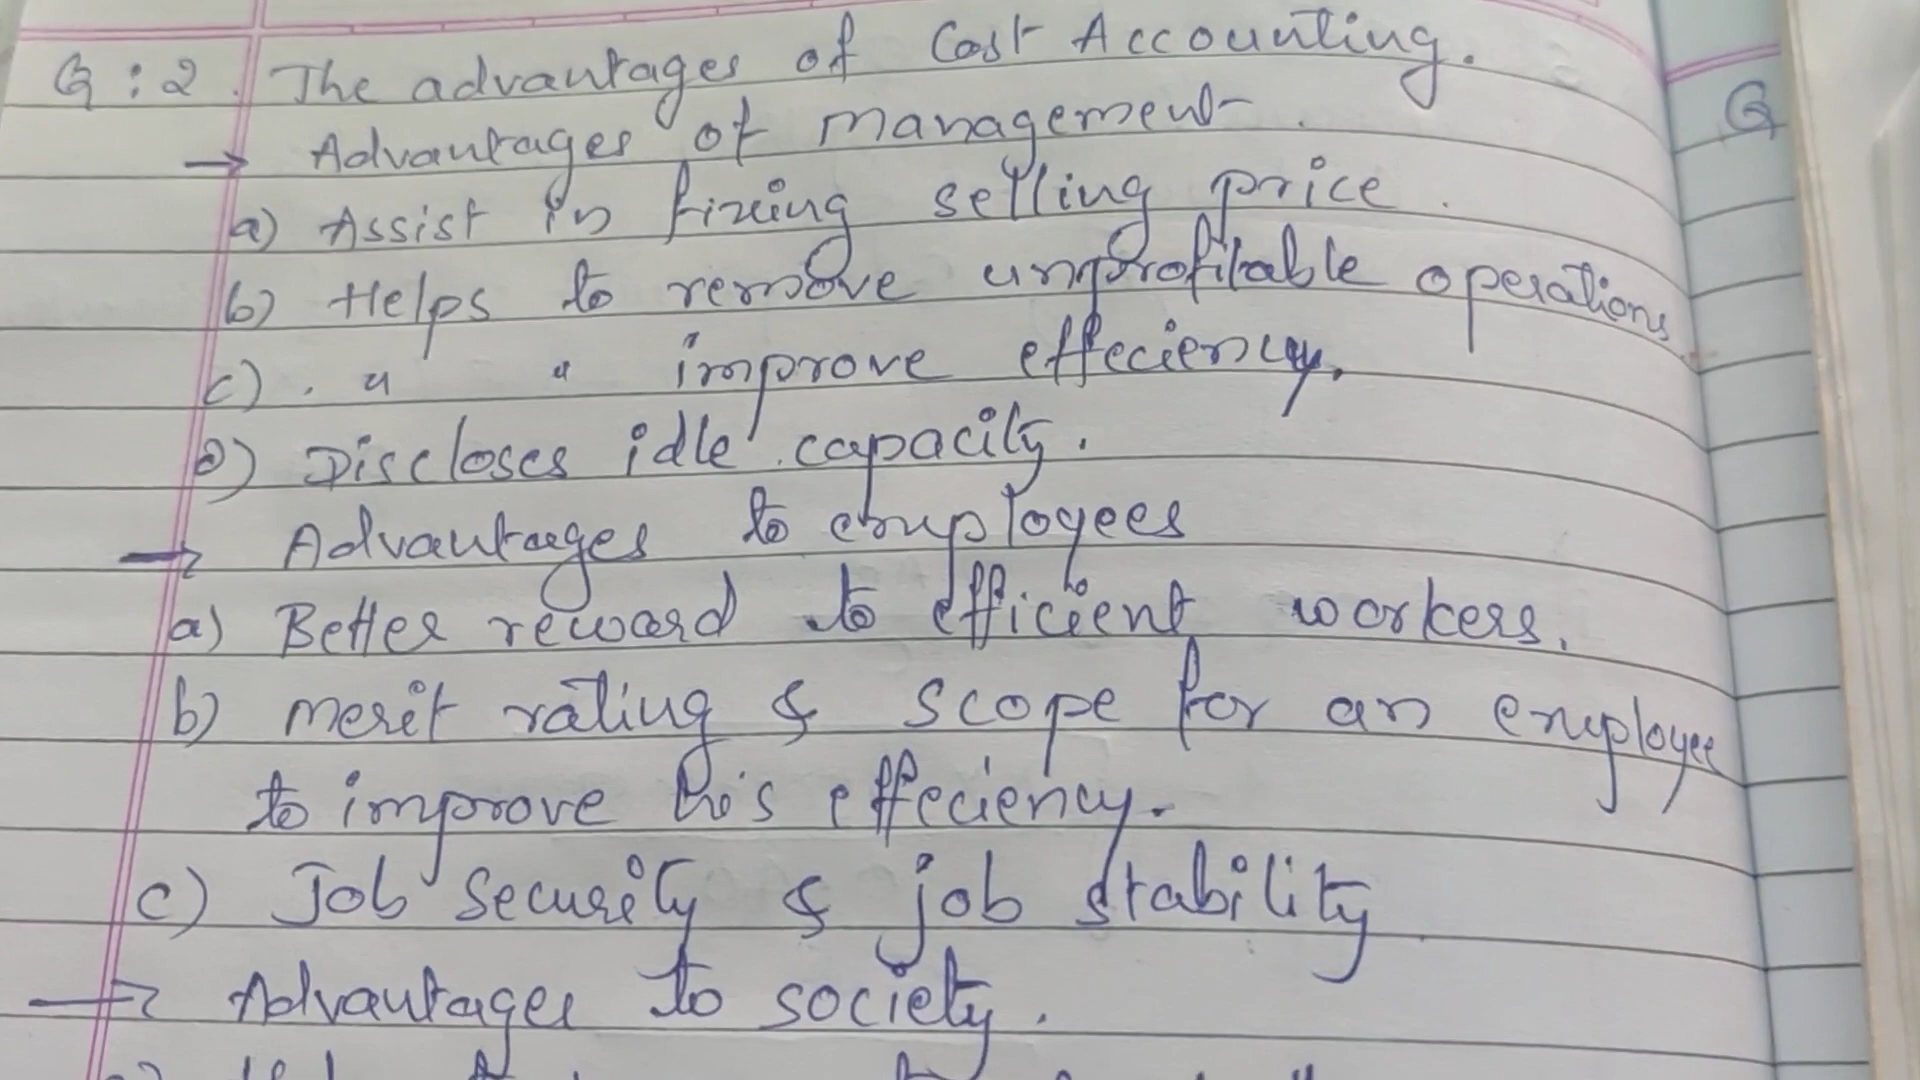 Q:2. The advantages of Cost Accounting.
→ Advantages of management.
a) Assist in fixing selling price.
b) Helps to remove unprofitable operations
c) . " " improve effeciency.
d) Discloses idle capacity.
→ Advantages to employees
a) Better reward to efficient workers.
b) merit rating & scope for an employee
to improve his effeciency.
c) Job security & job stability
→ Advantages to society.
Q